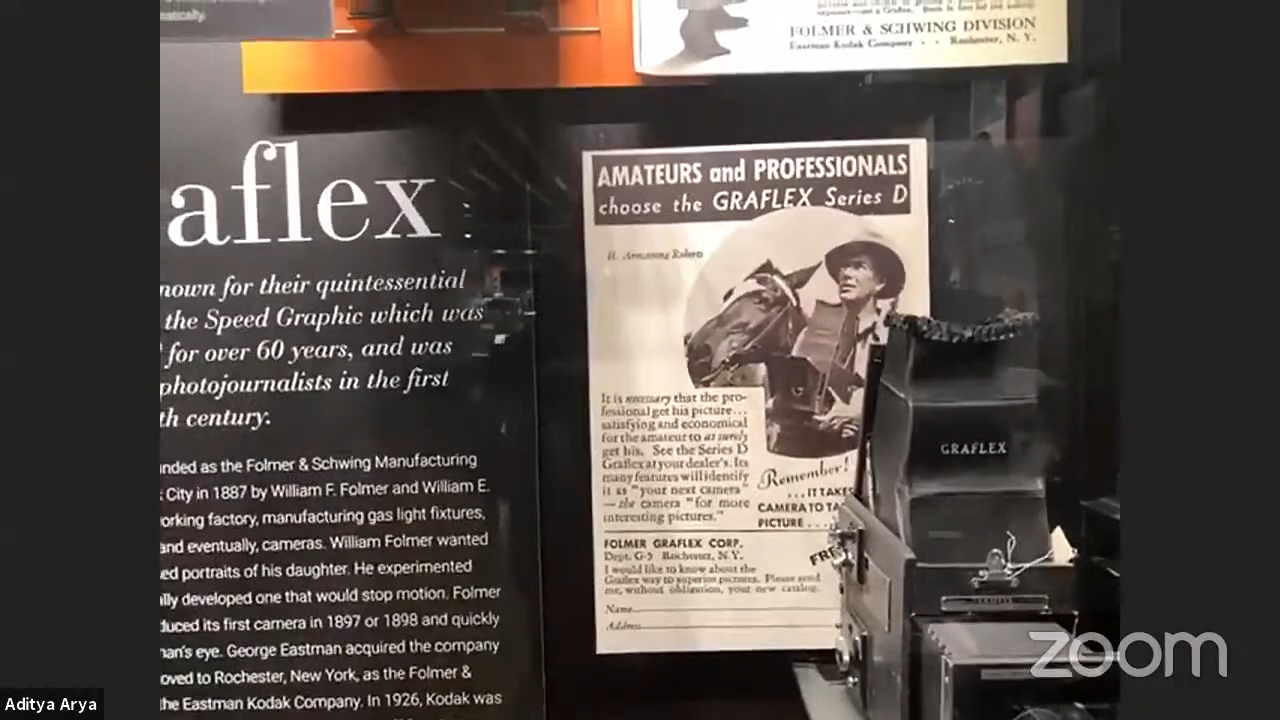 matically.
FOLMER & SCHWING DIVISION
Eastman Kodak Company - - Rochester, N. Y.
aflex
nown for their quintessential
the Speed Graphic which was
for over 60 years, and was
photojournalists in the first
th century.
nded as the Folmer & Schwing Manufacturing
City in 1887 by William F. Folmer and William E.
orking factory, manufacturing gas light fixtures,
and eventually, cameras. William Folmer wanted
ed portraits of his daughter. He experimented
lly developed one that would stop motion. Folmer
duced its first camera in 1897 or 1898 and quickly
nan's eye. George Eastman acquired the company
oved to Rochester, New York, as the Folmer &
the Eastman Kodak Company. In 1926, Kodak was
AMATEURS and PROFESSIONALS
choose the GRAFLEX Series D
H. Armstrong Roberts
It is necessary that the pro-
fessional get his picture...
satisfying and economical
for the amateur to as surely
get his. See the Series D
Graflex at your dealer's. Its
many features will identify
it as "your next camera"
—the camera "for more
interesting pictures."
Remember!
...IT TAKES
CAMERA TO TA
PICTURE....
FOLMER GRAFLEX CORP.
Dept. G-5 Rochester, N. Y.
FRE
I would like to know about the
Graflex way to superior pictures. Please send
me, without obligation, your new catalog.
Name
Address
GRAFLEX
zoom
Aditya Arya